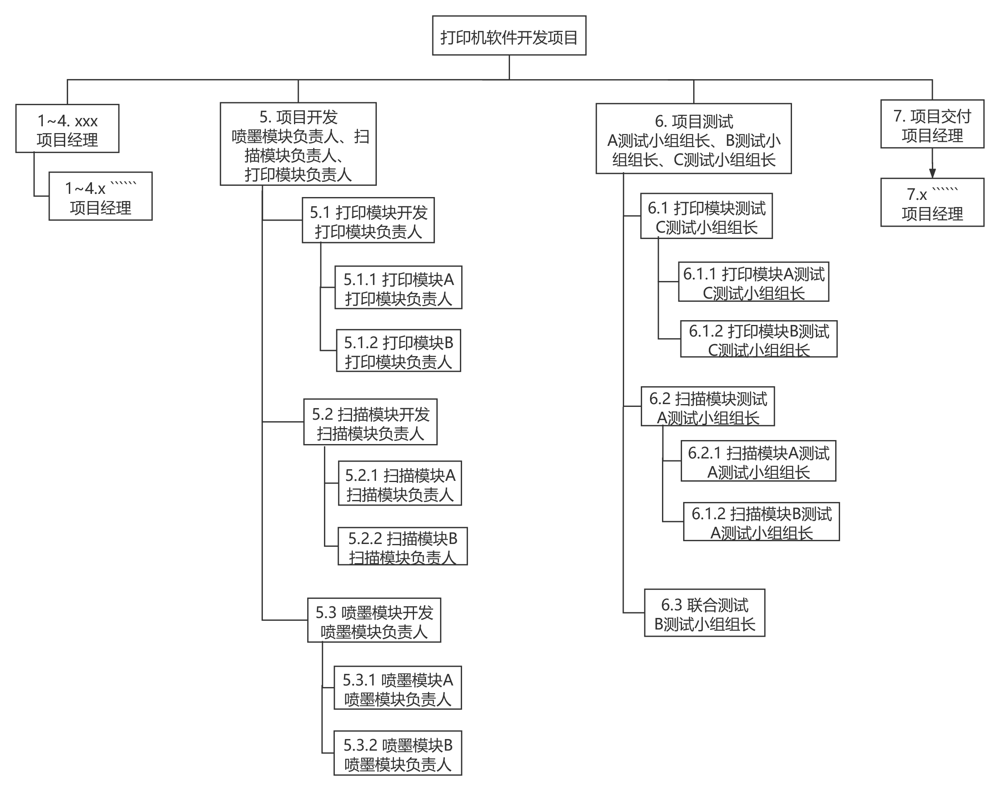 打印机软件开发项目
1~4. xxx
项目经理
1~4.x ``````
项目经理
5. 项目开发
喷墨模块负责人、扫
描模块负责人、
打印模块负责人
5.1 打印模块开发
打印模块负责人
5.1.1 打印模块A
打印模块负责人
5.1.2 打印模块B
打印模块负责人
5.2 扫描模块开发
扫描模块负责人
5.2.1 扫描模块A
扫描模块负责人
5.2.2 扫描模块B
扫描模块负责人
5.3 喷墨模块开发
喷墨模块负责人
5.3.1 喷墨模块A
喷墨模块负责人
5.3.2 喷墨模块B
喷墨模块负责人
6. 项目测试
A测试小组组长、B测试小
组组长、C测试小组组长
6.1 打印模块测试
C测试小组组长
6.1.1 打印模块A测试
C测试小组组长
6.1.2 打印模块B测试
C测试小组组长
6.2 扫描模块测试
A测试小组组长
6.2.1 扫描模块A测试
A测试小组组长
6.1.2 扫描模块B测试
A测试小组组长
6.3 联合测试
B测试小组组长
7. 项目交付
项目经理
7.x ``````
项目经理